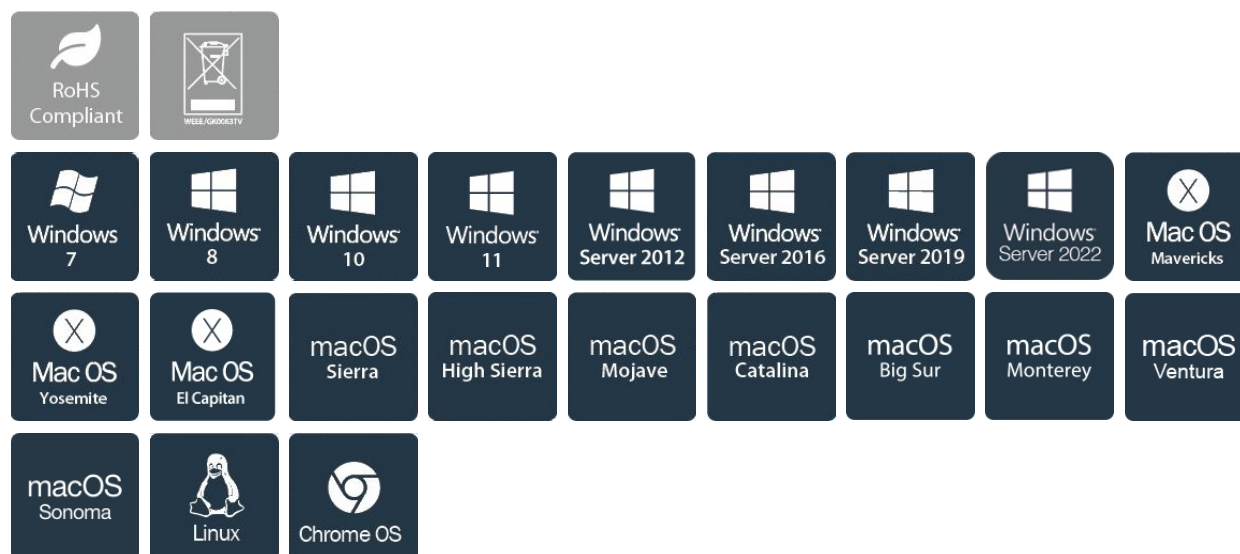 RoHS
Compliant
WEEE/GK0063TV
Windows
7
Windows
8
Windows
10
Windows
11
Windows
Server 2012
Windows
Server 2016
Windows
Server 2019
Windows
Server 2022
X
Mac OS
Mavericks
X
Mac OS
Yosemite
X
Mac OS
El Capitan
macOS
Sierra
macOS
High Sierra
macOS
Mojave
macOS
Catalina
macOS
Big Sur
macOS
Monterey
macOS
Ventura
macOS
Sonoma
Linux
Chrome OS